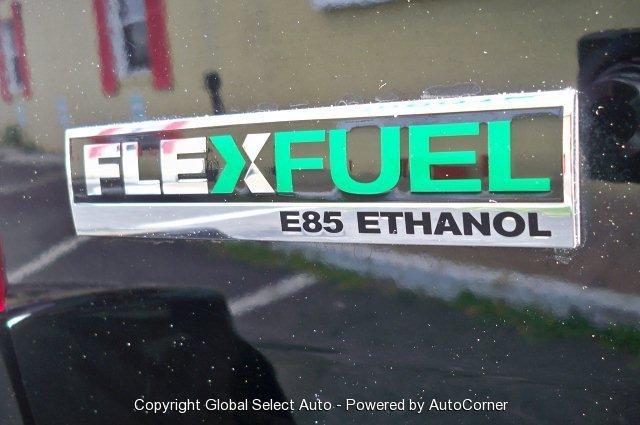 FLEXFUEL
E85 ETHANOL
Copyright Global Select Auto - Powered by AutoCorner